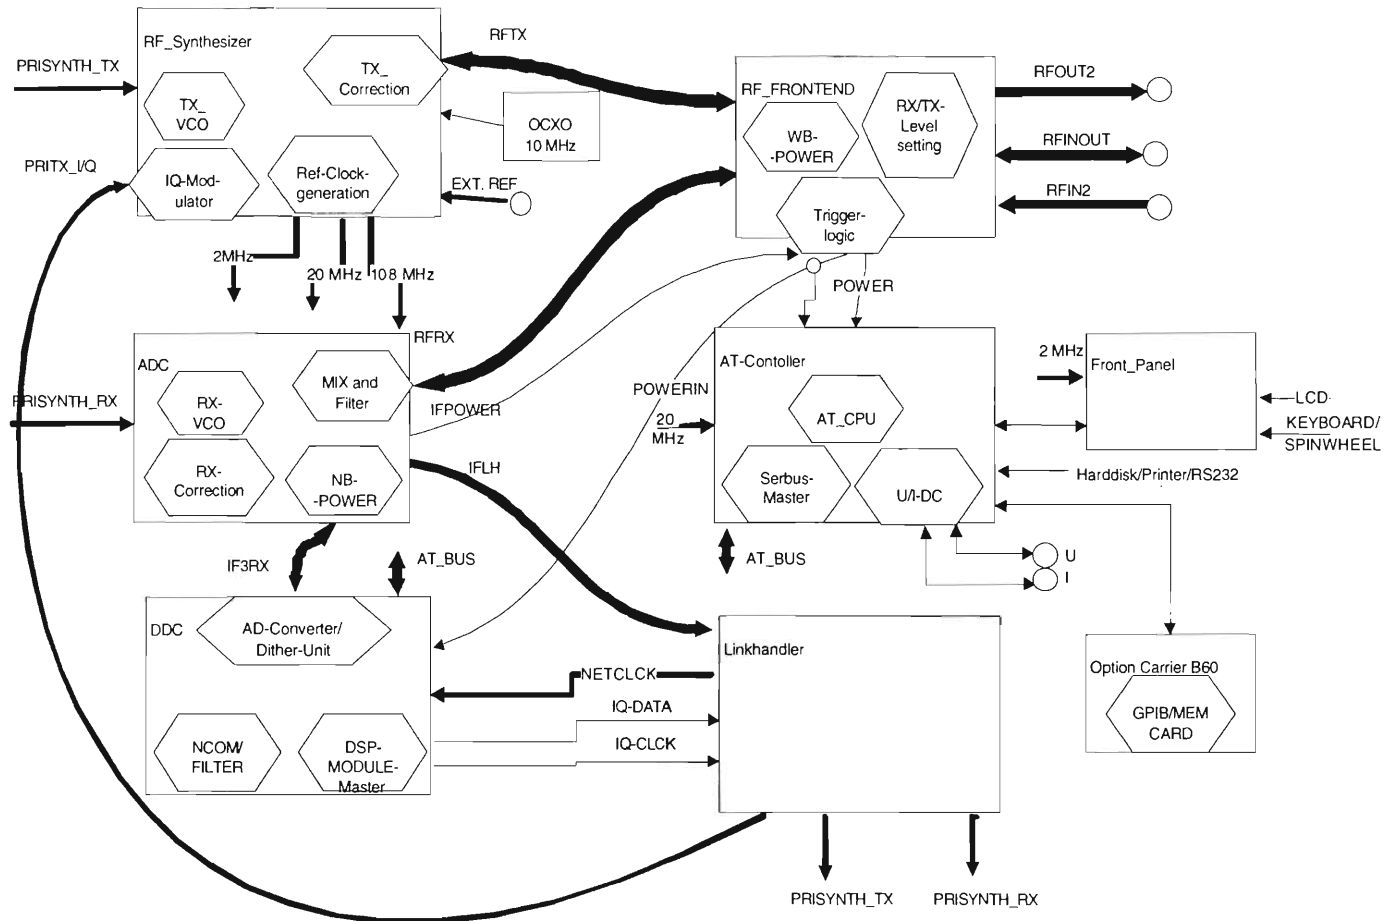 RF_Synthesizer
RFTX
PRISYNTH_TX
TX_
Correction
TX_
VCO
OCXO
10 MHz
PRITX_I/Q
IQ-Mod-
ulator
Ref-Clock-
generation
EXT. REF
RF_FRONTEND
WB-
-POWER
RX/TX-
Level
setting
Trigger-
logic
RFOUT2
RFINOUT
RFIN2
2MHz
20 MHz
108 MHz
POWER
RFRX
ADC
MIX and
Filter
RX-
VCO
PRISYNTH_RX
IFPOWER
RX-
Correction
NB-
-POWER
IFLH
AT-Contoller
POWERIN
20
MHz
AT_CPU
Serbus-
Master
U/I-DC
2 MHz
Front_Panel
LCD
KEYBOARD/
SPINWHEEL
Harddisk/Printer/RS232
IF3RX
AT_BUS
AT_BUS
U
I
DDC
AD-Converter/
Dither-Unit
Linkhandler
NETCLCK
IQ-DATA
IQ-CLCK
NCOM/
FILTER
DSP-
MODULE-
Master
Option Carrier B60
GPIB/MEM
CARD
PRISYNTH_TX
PRISYNTH_RX